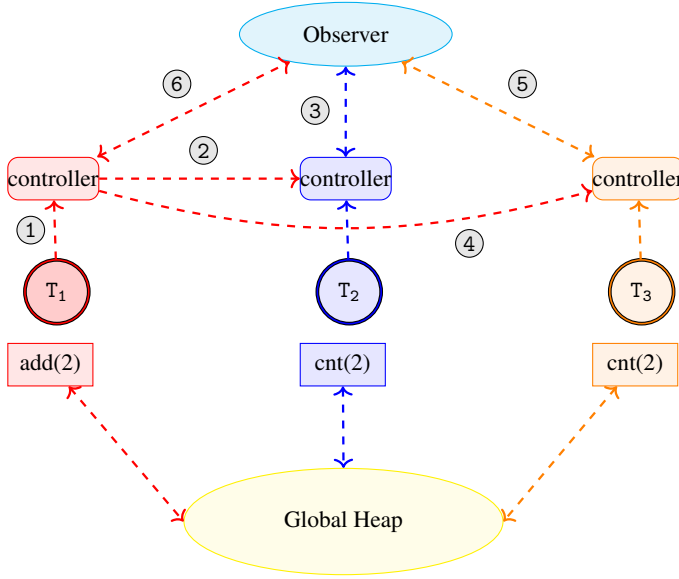 Observer
6
5
3
2
controller
controller
controller
1
4
T1
T2
T3
add(2)
cnt(2)
cnt(2)
Global Heap